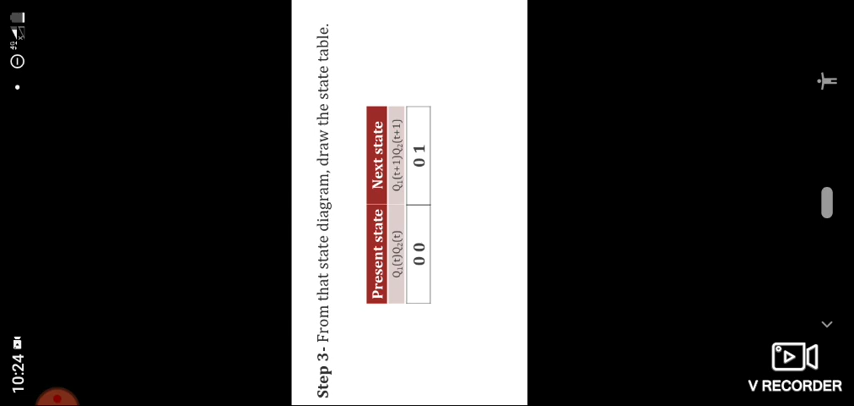 10:24
4G
Step 3- From that state diagram, draw the state table.
Present state Next state
Q₁(t)Q₂(t) Q₁(t+1)Q₂(t+1)
0 0 0 1
V RECORDER